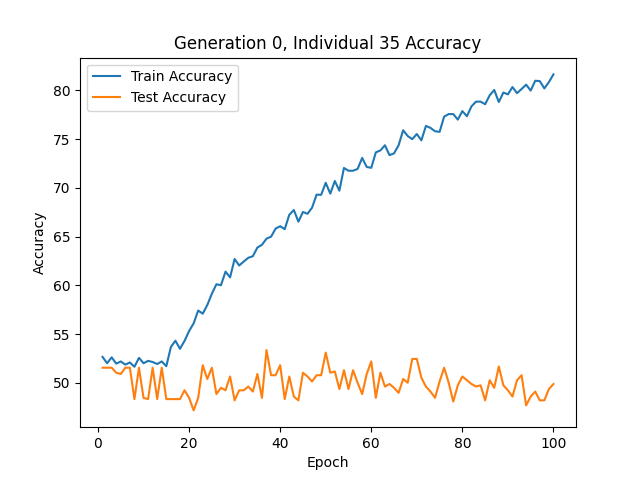 Generation 0, Individual 35 Accuracy
Train Accuracy
Test Accuracy
Accuracy
80
75
70
65
60
55
50
0 20 40 60 80 100
Epoch